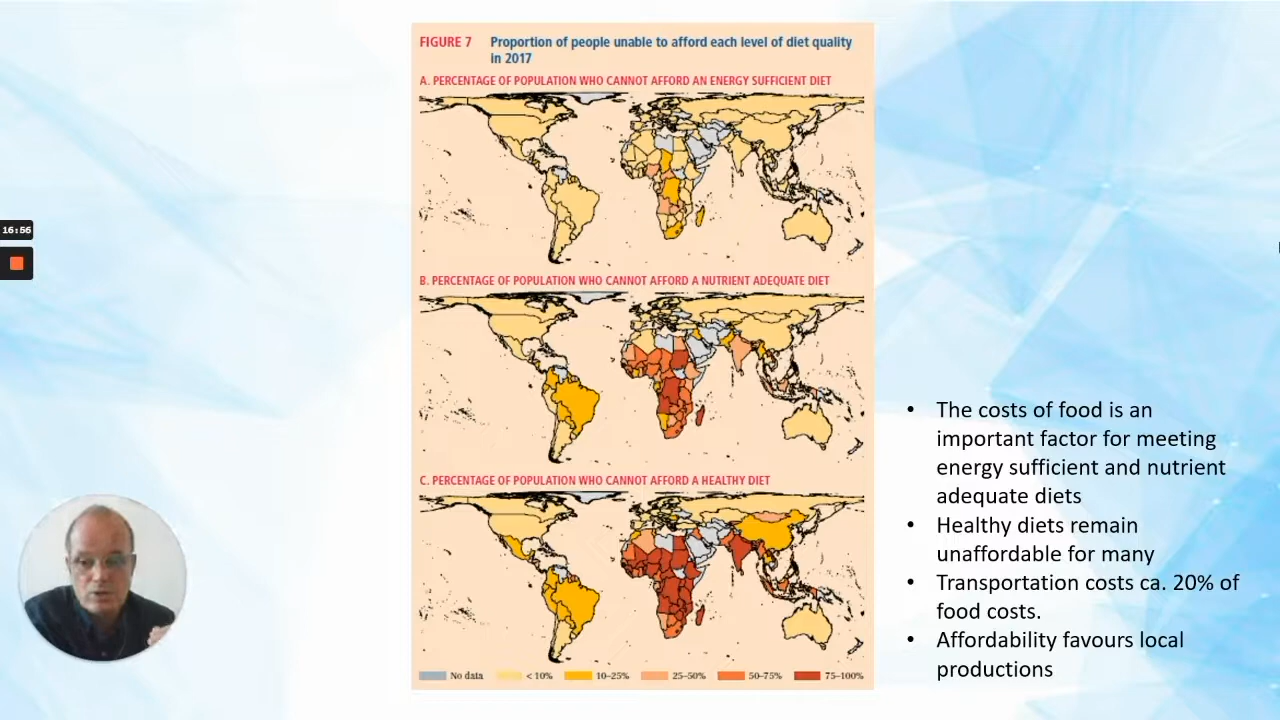 FIGURE 7 Proportion of people unable to afford each level of diet quality
in 2017
A. PERCENTAGE OF POPULATION WHO CANNOT AFFORD AN ENERGY SUFFICIENT DIET
16:56
B. PERCENTAGE OF POPULATION WHO CANNOT AFFORD A NUTRIENT ADEQUATE DIET
C. PERCENTAGE OF POPULATION WHO CANNOT AFFORD A HEALTHY DIET
No data < 10% 10–25% 25–50% 50–75% 75–100%
• The costs of food is an
important factor for meeting
energy sufficient and nutrient
adequate diets
• Healthy diets remain
unaffordable for many
• Transportation costs ca. 20% of
food costs.
• Affordability favours local
productions